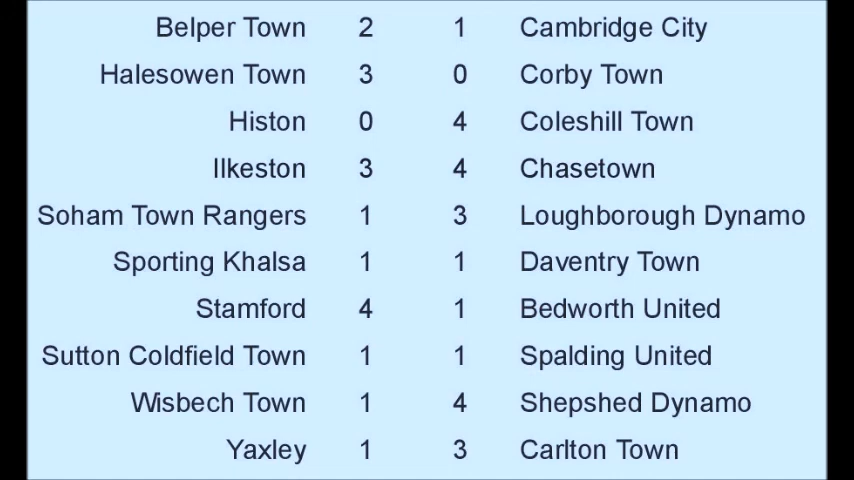 Belper Town 2 1 Cambridge City
Halesowen Town 3 0 Corby Town
Histon 0 4 Coleshill Town
Ilkeston 3 4 Chasetown
Soham Town Rangers 1 3 Loughborough Dynamo
Sporting Khalsa 1 1 Daventry Town
Stamford 4 1 Bedworth United
Sutton Coldfield Town 1 1 Spalding United
Wisbech Town 1 4 Shepshed Dynamo
Yaxley 1 3 Carlton Town